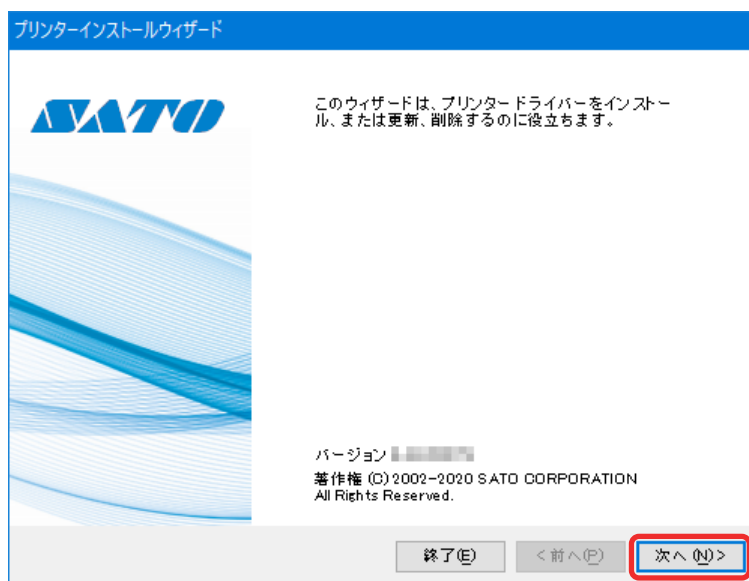 プリンターインストールウィザード
SATO
このウィザードは、プリンタードライバーをインストー
ル、または更新、削除するのに役立ちます。
バージョン
著作権 (C)2002-2020 SATO CORPORATION
All Rights Reserved.
終了(E) <前へ(P) 次へ(N)>